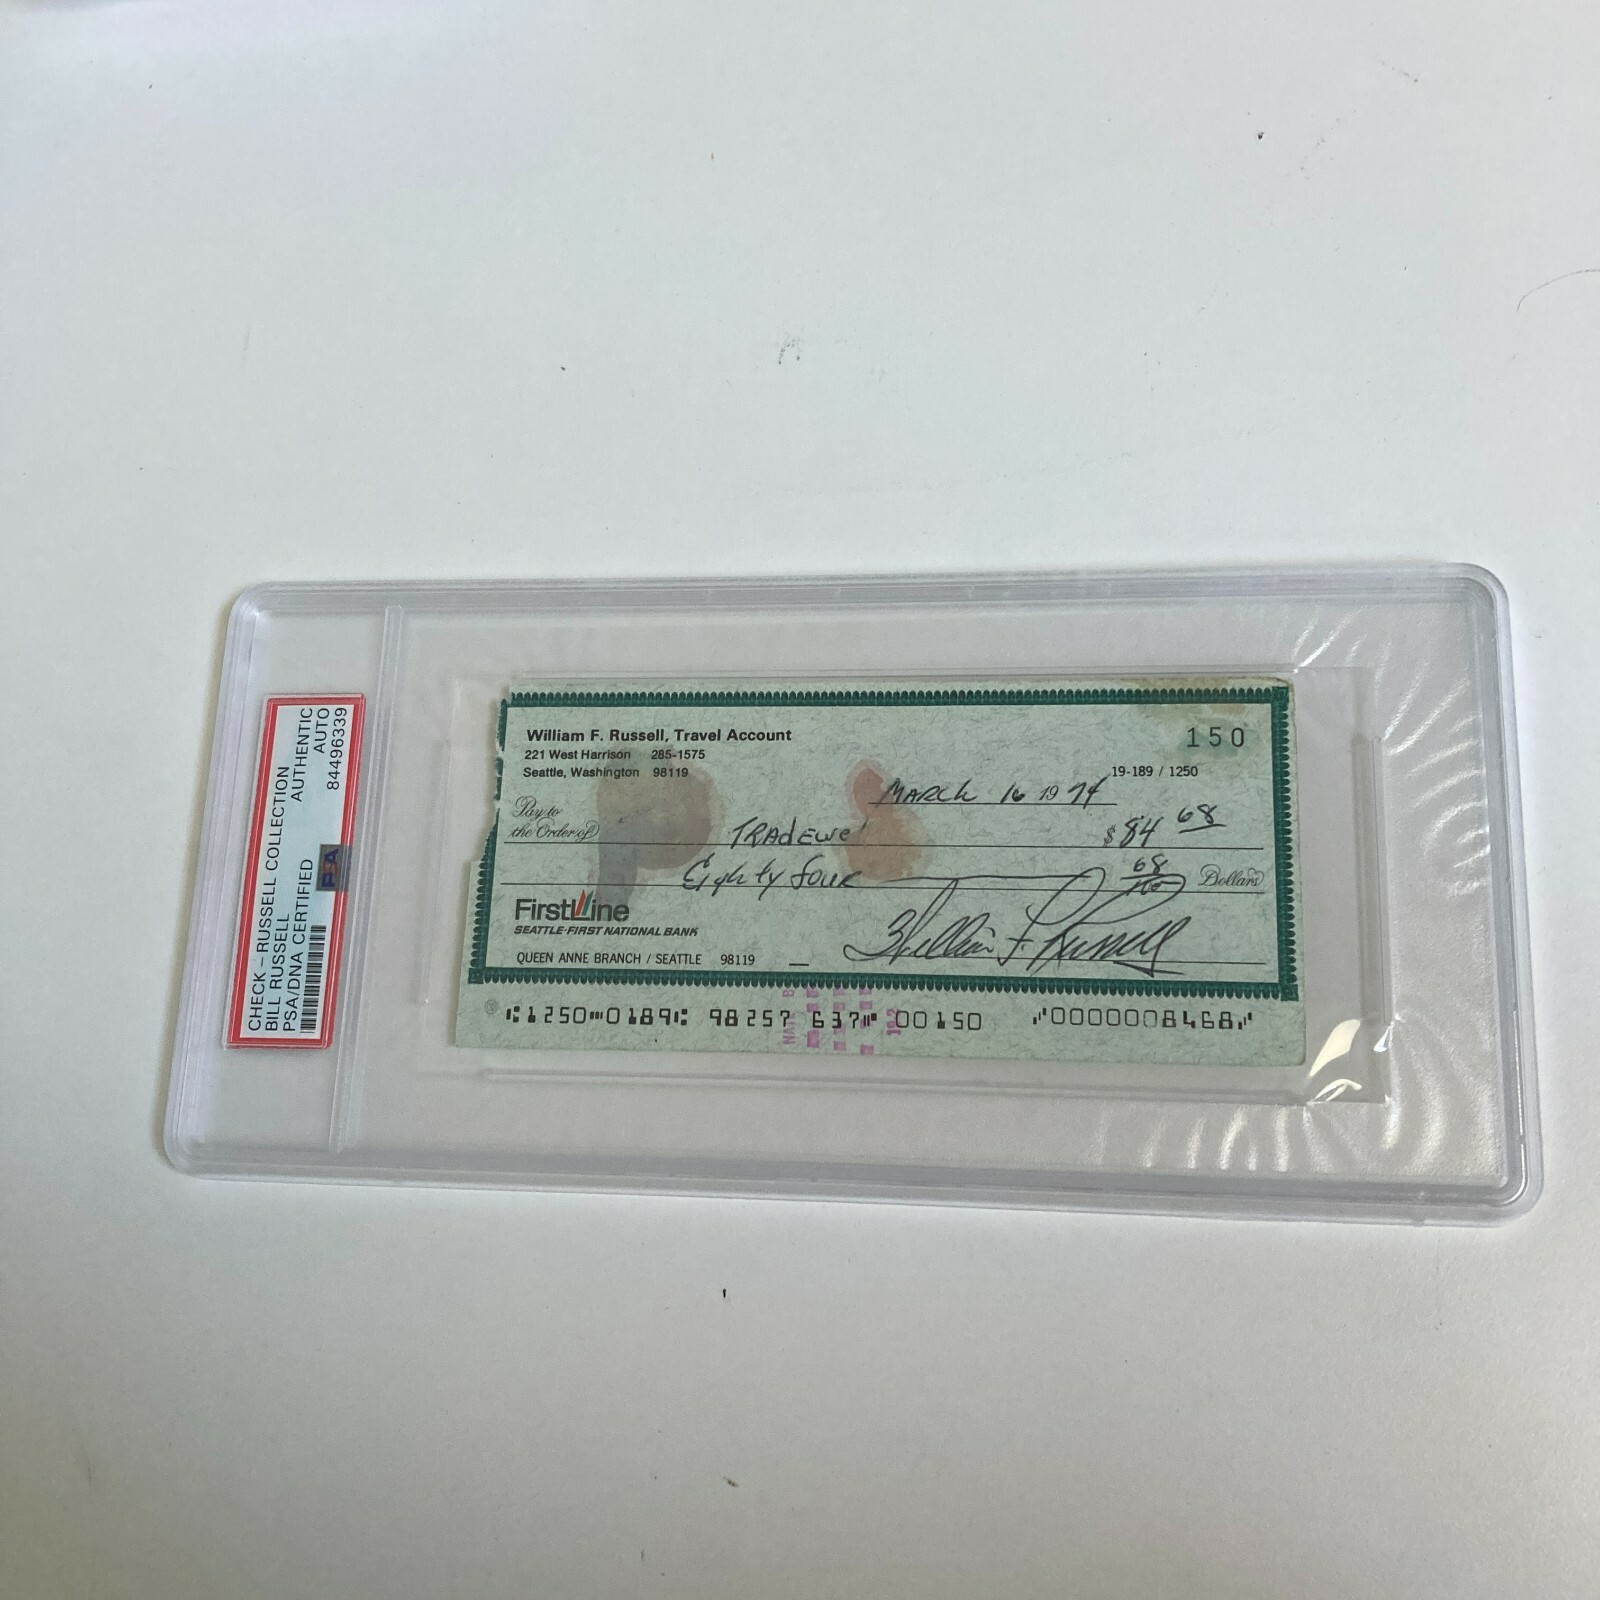 CHECK – RUSSELL COLLECTION
BILL RUSSELL AUTHENTIC
PSA/DNA CERTIFIED AUTO
84496339
PSA
William F. Russell, Travel Account
150
221 West Harrison 285-1575
Seattle, Washington 98119
19-189 / 1250
MARCH 16 1974
Pay to
the Order of TRADEWE
$ 84 68
Eighty four 68/100 Dollars
FirstLine
SEATTLE-FIRST NATIONAL BANK
William F. Russell
QUEEN ANNE BRANCH / SEATTLE 98119
⑆1250⑉0189⑆ 98257 637⑈ 00150 ⑈0000008468⑈